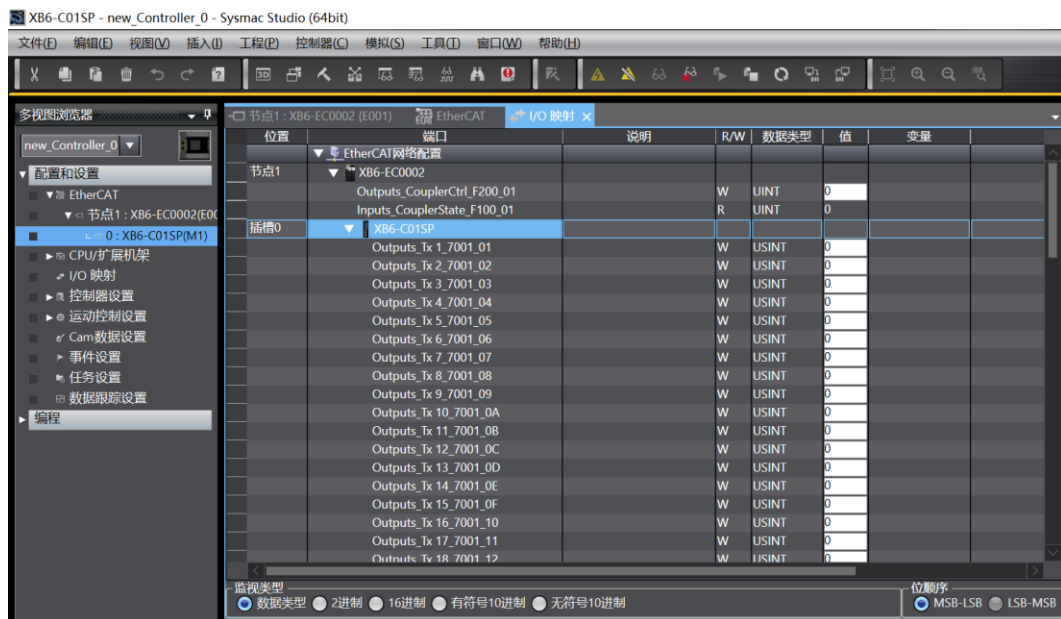 XB6-C01SP - new_Controller_0 - Sysmac Studio (64bit)
文件(F) 编辑(E) 视图(V) 插入(I) 工程(P) 控制器(C) 模拟(S) 工具(T) 窗口(W) 帮助(H)
多视图浏览器
节点1 : XB6-EC0002 (E001) EtherCAT I/O 映射
new_Controller_0
配置和设置
EtherCAT
节点1 : XB6-EC0002(E00
0 : XB6-C01SP(M1)
CPU/扩展机架
I/O 映射
控制器设置
运动控制设置
Cam数据设置
事件设置
任务设置
数据跟踪设置
编程
位置 端口 说明 R/W 数据类型 值 变量
EtherCAT网络配置
节点1 XB6-EC0002
Outputs_CouplerCtrl_F200_01 W UINT 0
Inputs_CouplerState_F100_01 R UINT 0
插槽0 XB6-C01SP
Outputs_Tx 1_7001_01 W USINT 0
Outputs_Tx 2_7001_02 W USINT 0
Outputs_Tx 3_7001_03 W USINT 0
Outputs_Tx 4_7001_04 W USINT 0
Outputs_Tx 5_7001_05 W USINT 0
Outputs_Tx 6_7001_06 W USINT 0
Outputs_Tx 7_7001_07 W USINT 0
Outputs_Tx 8_7001_08 W USINT 0
Outputs_Tx 9_7001_09 W USINT 0
Outputs_Tx 10_7001_0A W USINT 0
Outputs_Tx 11_7001_0B W USINT 0
Outputs_Tx 12_7001_0C W USINT 0
Outputs_Tx 13_7001_0D W USINT 0
Outputs_Tx 14_7001_0E W USINT 0
Outputs_Tx 15_7001_0F W USINT 0
Outputs_Tx 16_7001_10 W USINT 0
Outputs_Tx 17_7001_11 W USINT 0
Outputs_Tx 18_7001_12 W USINT 0
监视类型
数据类型 2进制 16进制 有符号10进制 无符号10进制
位顺序
MSB-LSB LSB-MSB